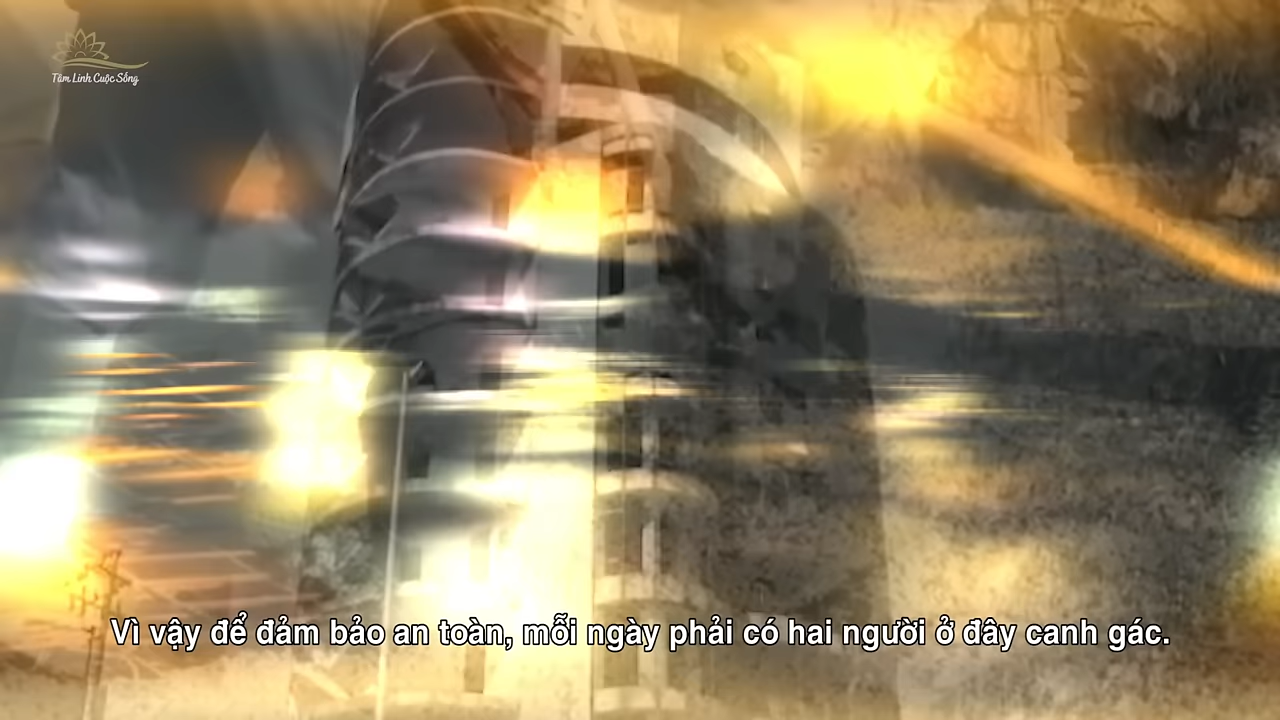 Tâm Linh Cuộc Sống
Vì vậy để đảm bảo an toàn, mỗi ngày phải có hai người ở đây canh gác.